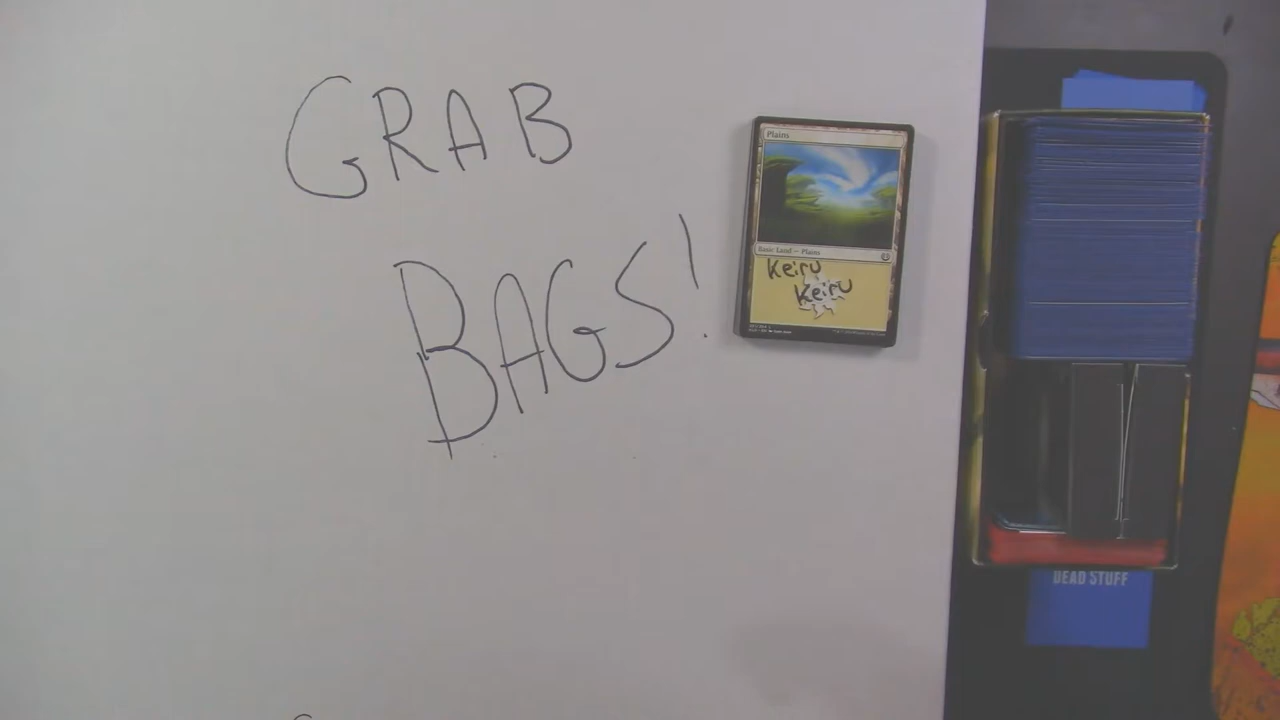 GRAB
BAGS!
Plains
Basic Land — Plains
Keiru
Keiru
DEAD STUFF